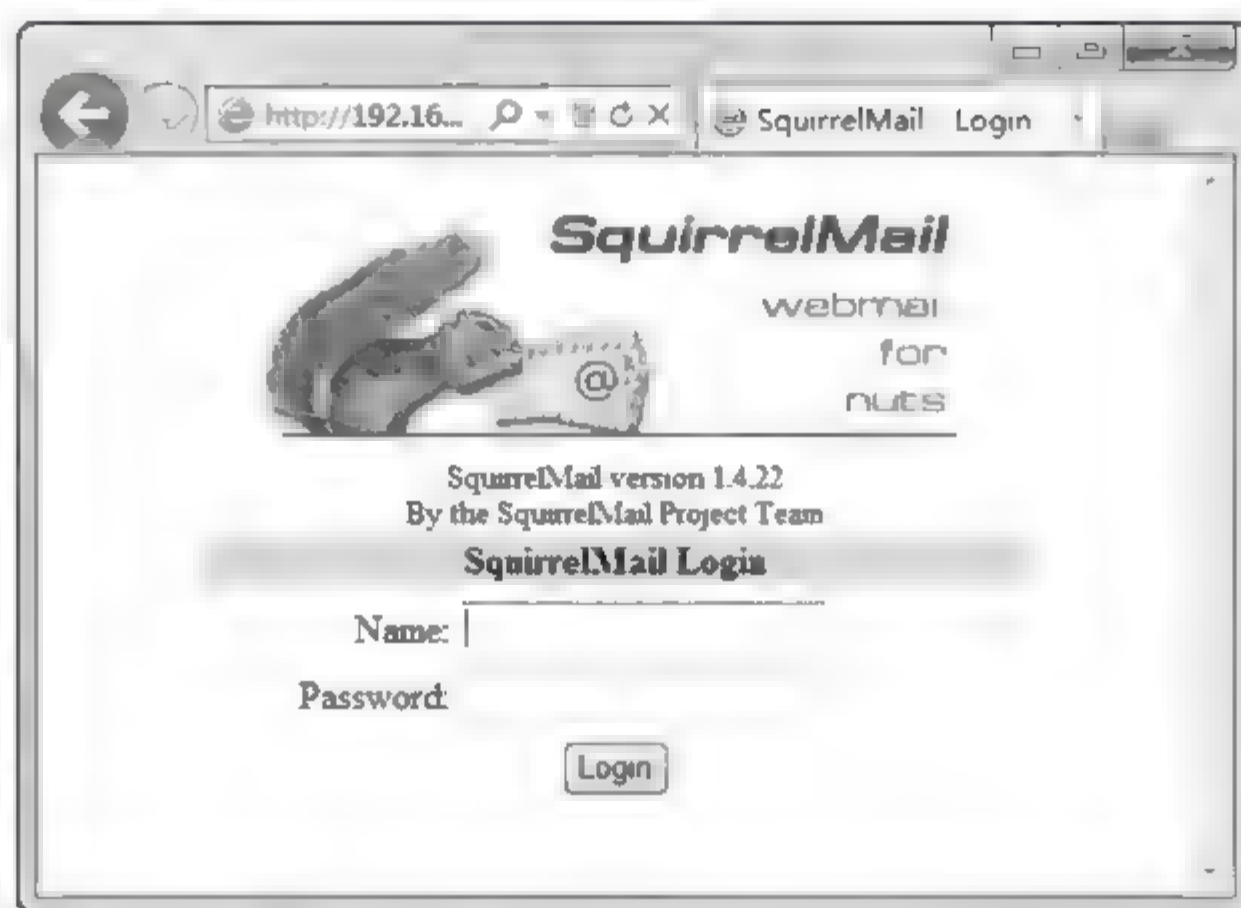 http://192.16...
SquirrelMail Login
SquirrelMail
webmai
for
nuts
@
SquirrelMail version 1.4.22
By the SquirrelMail Project Team
SquirrelMail Login
Name:
Password:
Login